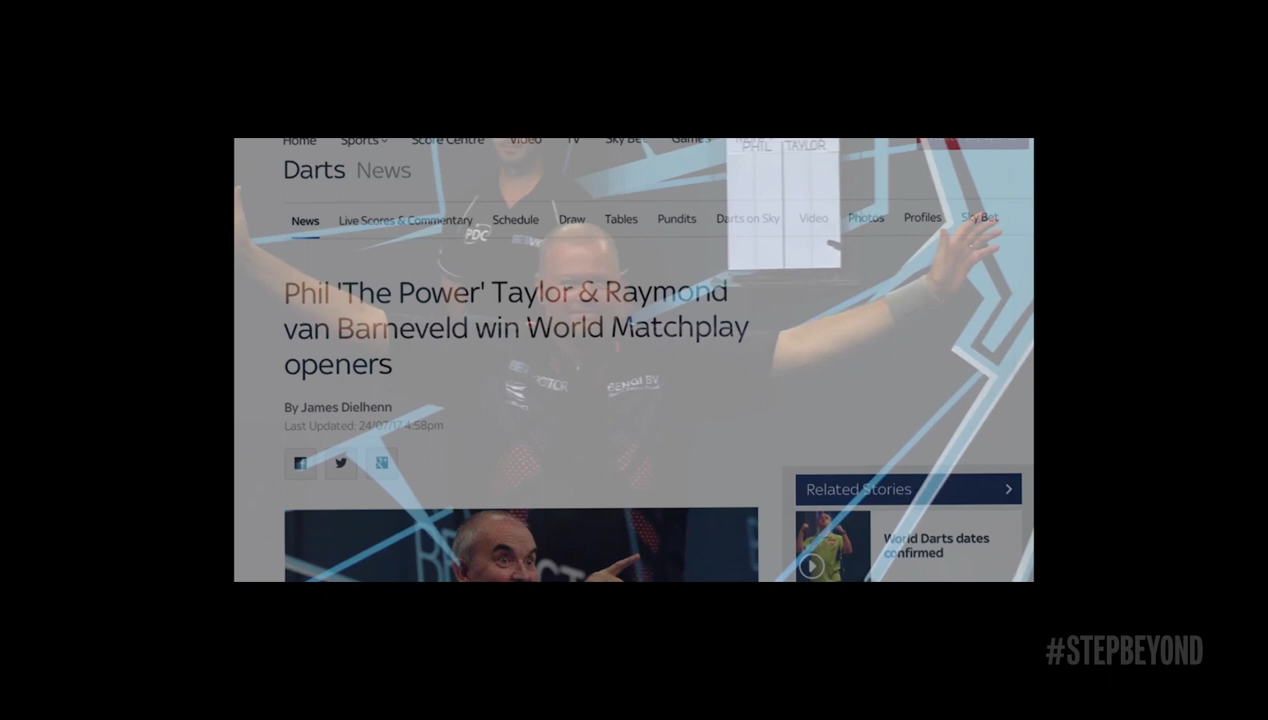 Home Sports Score Centre Video TV Sky Bet Games
PHIL TAYLOR
Darts News
News Live Scores & Commentary Schedule Draw Tables Pundits Darts on Sky Video Photos Profiles Sky Bet
PDC
Phil 'The Power' Taylor & Raymond
van Barneveld win World Matchplay
openers
BENGI BV
By James Dielhenn
Last Updated: 24/07/17 4:58pm
Related Stories
World Darts dates
confirmed
#STEPBEYOND